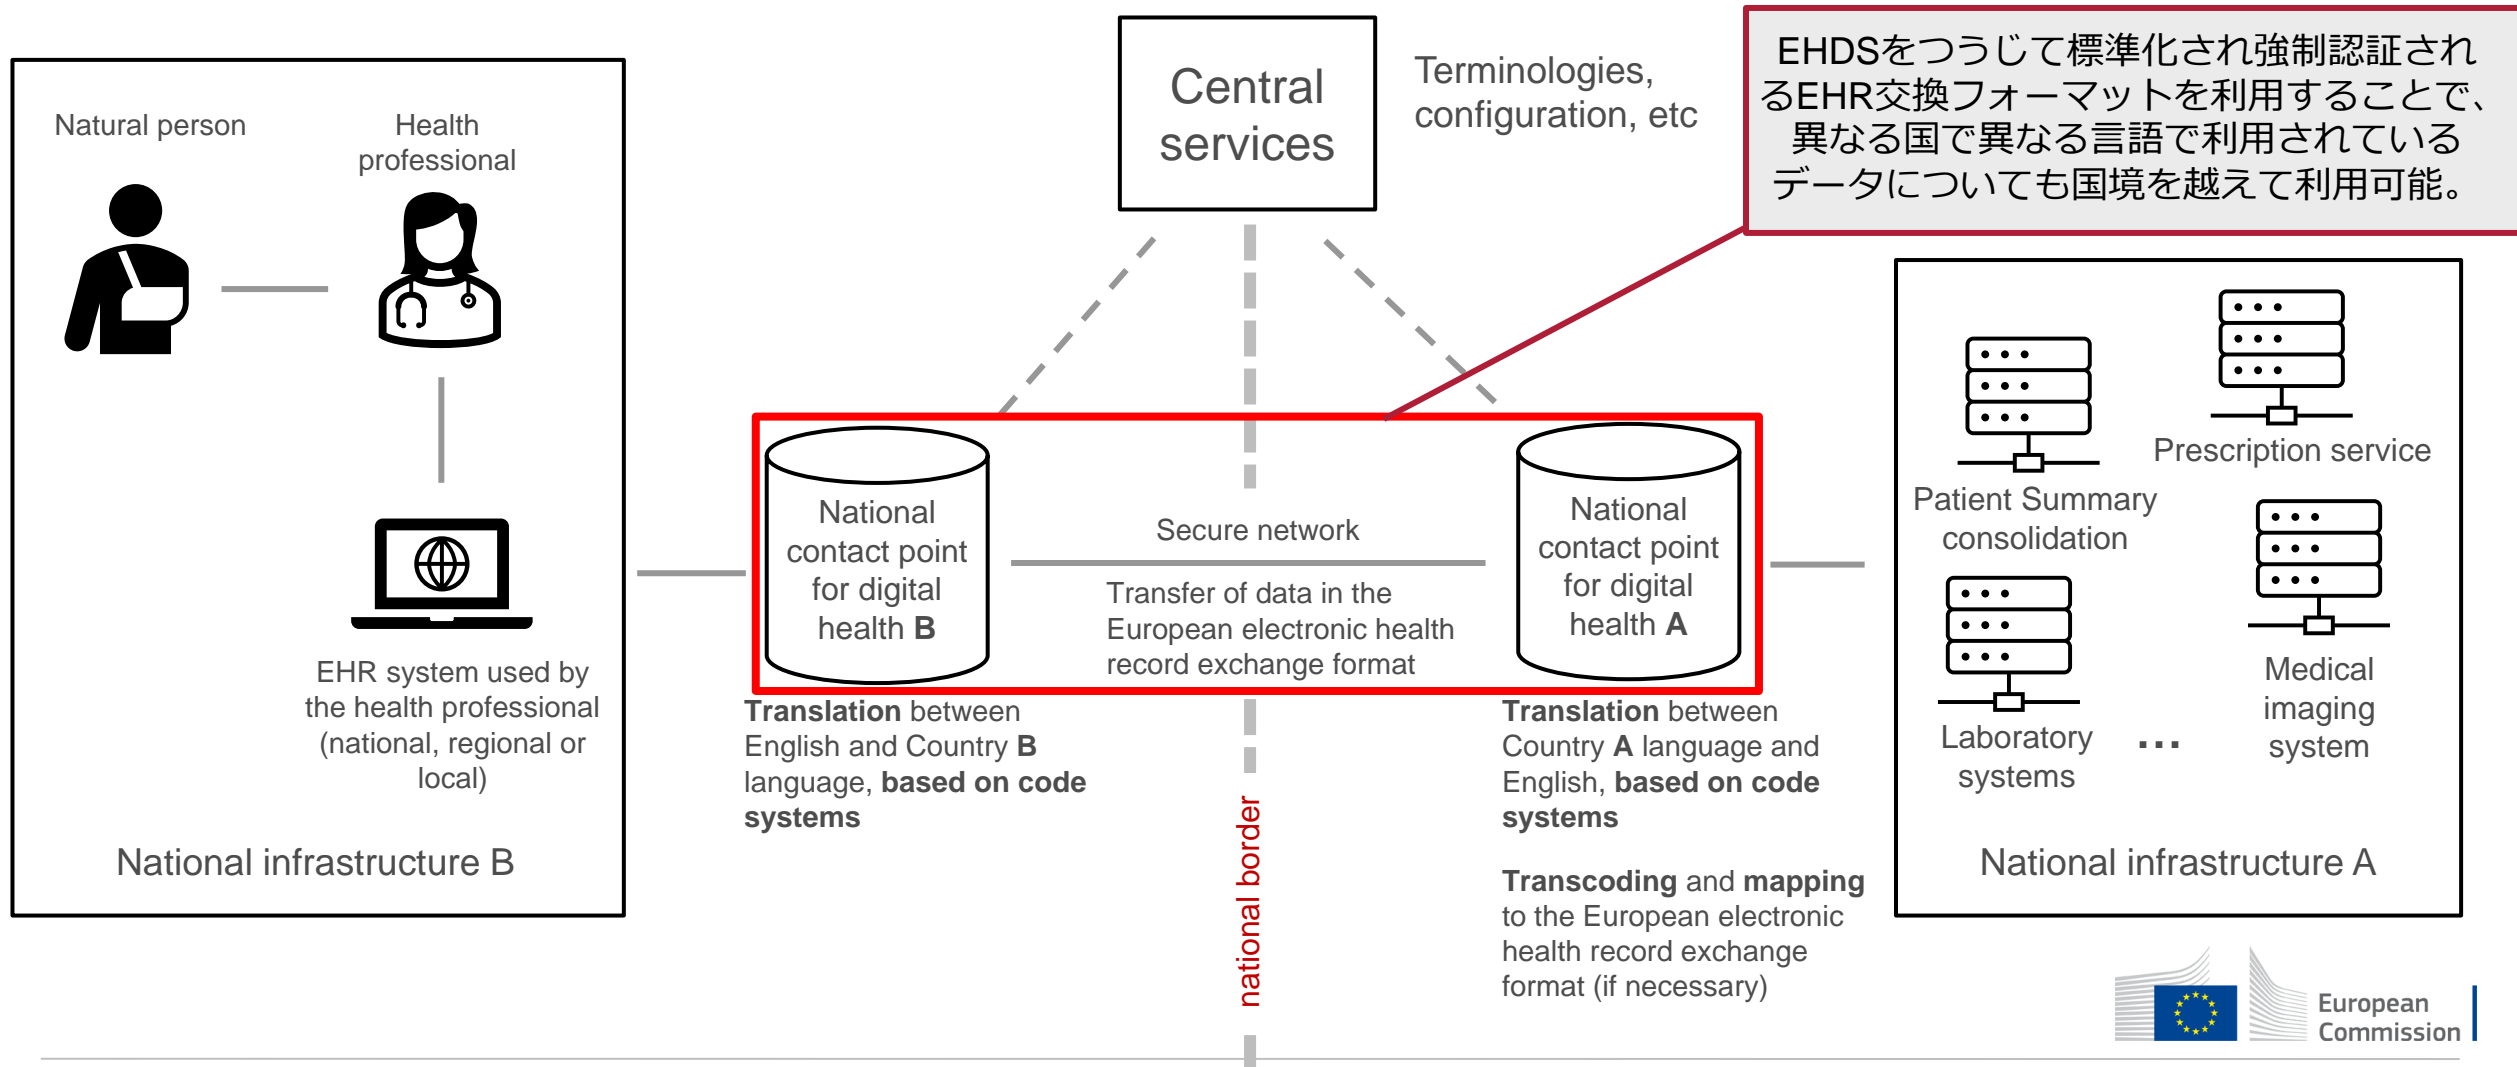 Central
services
Terminologies,
configuration, etc
EHDSをつうじて標準化され強制認証され
るEHR交換フォーマットを利用することで、
異なる国で異なる言語で利用されている
データについても国境を越えて利用可能。
Natural person
Health
professional
EHR system used by
the health professional
(national, regional or
local)
National infrastructure B
National
contact point
for digital
health B
Secure network
Transfer of data in the
European electronic health
record exchange format
National
contact point
for digital
health A
Translation between
English and Country B
language, based on code
systems
national border
Translation between
Country A language and
English, based on code
systems
Transcoding and mapping
to the European electronic
health record exchange
format (if necessary)
Prescription service
Patient Summary
consolidation
Medical
imaging
system
Laboratory
systems
...
National infrastructure A
European
Commission